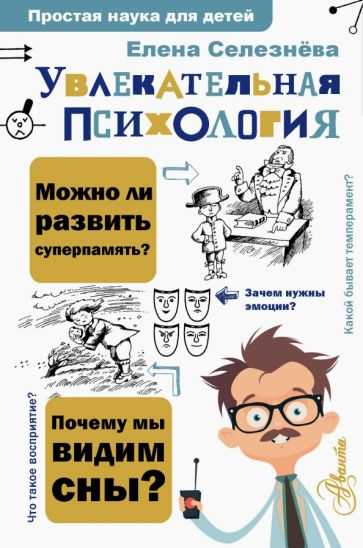 Простая наука для детей
Елена Селезнёва
УВЛЕКАТЕЛЬНАЯ
ПСИХОЛОГИЯ
Можно ли
развить
суперпамять?
Какой бывает темперамент?
Зачем нужны
эмоции?
Что такое восприятие?
Почему мы
видим
сны?
Аванта